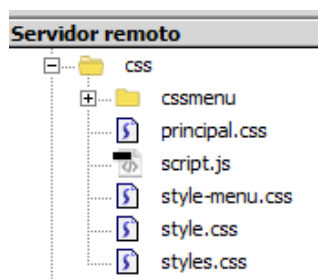 Servidor remoto
css
cssmenu
principal.css
script.js
style-menu.css
style.css
styles.css